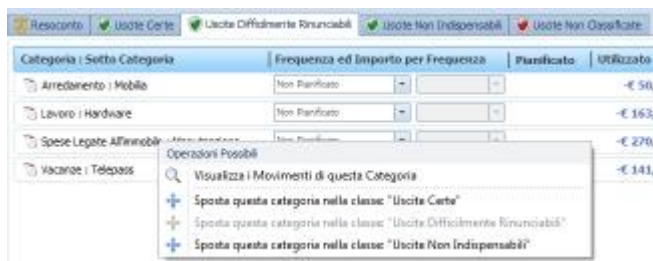 Resoconto Uscite Certe Uscite Difficilmente Rinunciabili Uscite Non Indispensabili Uscite Non Classificate
Categoria : Sotto Categoria Frequenza ed Importo per Frequenza Pianificato Utilizzato
Arredamento : Mobilia Non Pianificato -€ 50,
Lavoro : Hardware Non Pianificato -€ 163,
Spese Legate All'immobile : Manutenzione Non Pianificato -€ 270,
Operazioni Possibili
Vacanze : Telepass -€ 141,
Visualizza i Movimenti di questa Categoria
Sposta questa categoria nella classe: "Uscite Certe"
Sposta questa categoria nella classe: "Uscite Difficilmente Rinunciabili"
Sposta questa categoria nella classe: "Uscite Non Indispensabili"